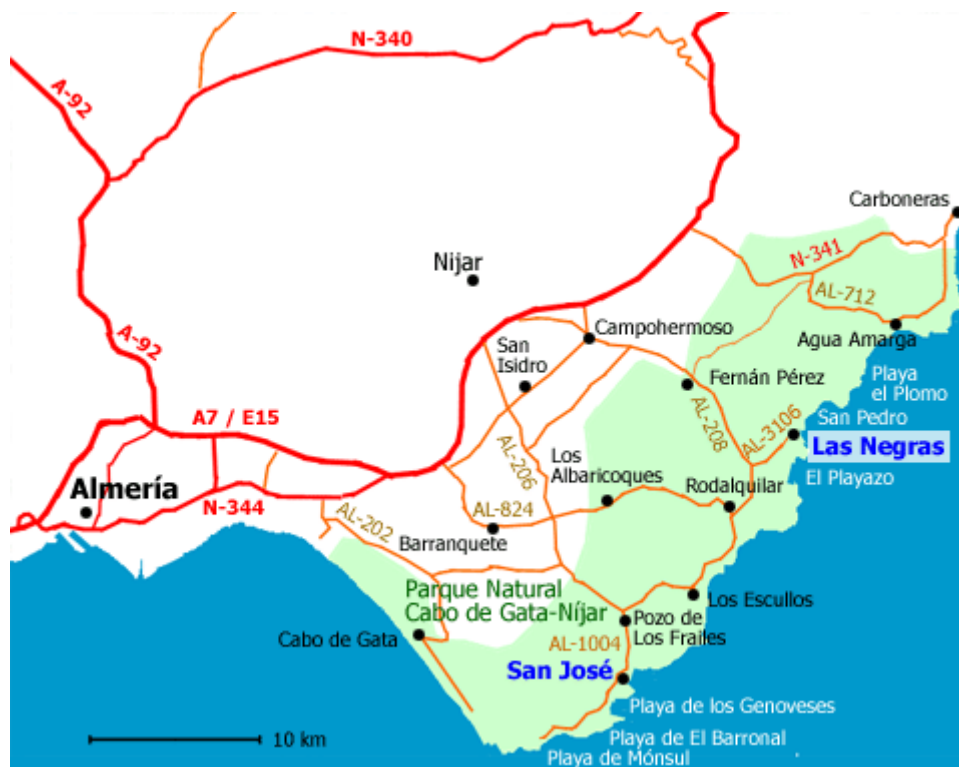 N-340
A-92
Carboneras
N-341
Nijar
AL-712
Campohermoso
Agua Amarga
San
Isidro
A-92
Fernán Pérez
Playa
el Plomo
A7 / E15
AL-208
AL-3106
San Pedro
Las Negras
AL-206
Los
Albaricoques
El Playazo
Almería
Rodalquilar
N-344
AL-202
AL-824
Barranquete
Parque Natural
Cabo de Gata-Níjar
Los Escullos
Pozo de
Los Frailes
Cabo de Gata
AL-1004
San José
Playa de los Genoveses
10 km
Playa de El Barronal
Playa de Mónsul